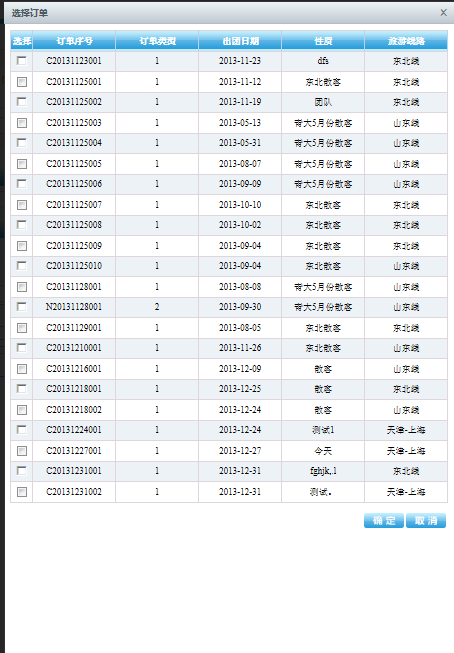 选择订单
选择 订单序号 订单类型 出团日期 性质 旅游线路
C20131123001 1 2013-11-23 dfs 东北线
C20131125001 1 2013-11-12 东北散客 东北线
C20131125002 1 2013-11-19 团队 东北线
C20131125003 1 2013-05-13 青大5月份散客 山东线
C20131125004 1 2013-05-31 青大5月份散客 山东线
C20131125005 1 2013-08-07 青大5月份散客 山东线
C20131125006 1 2013-09-09 青大5月份散客 山东线
C20131125007 1 2013-10-10 东北散客 东北线
C20131125008 1 2013-10-02 东北散客 东北线
C20131125009 1 2013-09-04 东北散客 东北线
C20131125010 1 2013-09-04 东北散客 山东线
C20131128001 1 2013-08-08 青大5月份散客 山东线
N20131128001 2 2013-09-30 青大5月份散客 山东线
C20131129001 1 2013-08-05 东北散客 东北线
C20131210001 1 2013-11-26 东北散客 山东线
C20131216001 1 2013-12-09 散客 山东线
C20131218001 1 2013-12-25 散客 东北线
C20131218002 1 2013-12-24 散客 山东线
C20131224001 1 2013-12-24 测试1 天津-上海
C20131227001 1 2013-12-27 今天 天津-上海
C20131231001 1 2013-12-31 fghjk,.l 东北线
C20131231002 1 2013-12-31 测试。 天津-上海
确 定 取 消